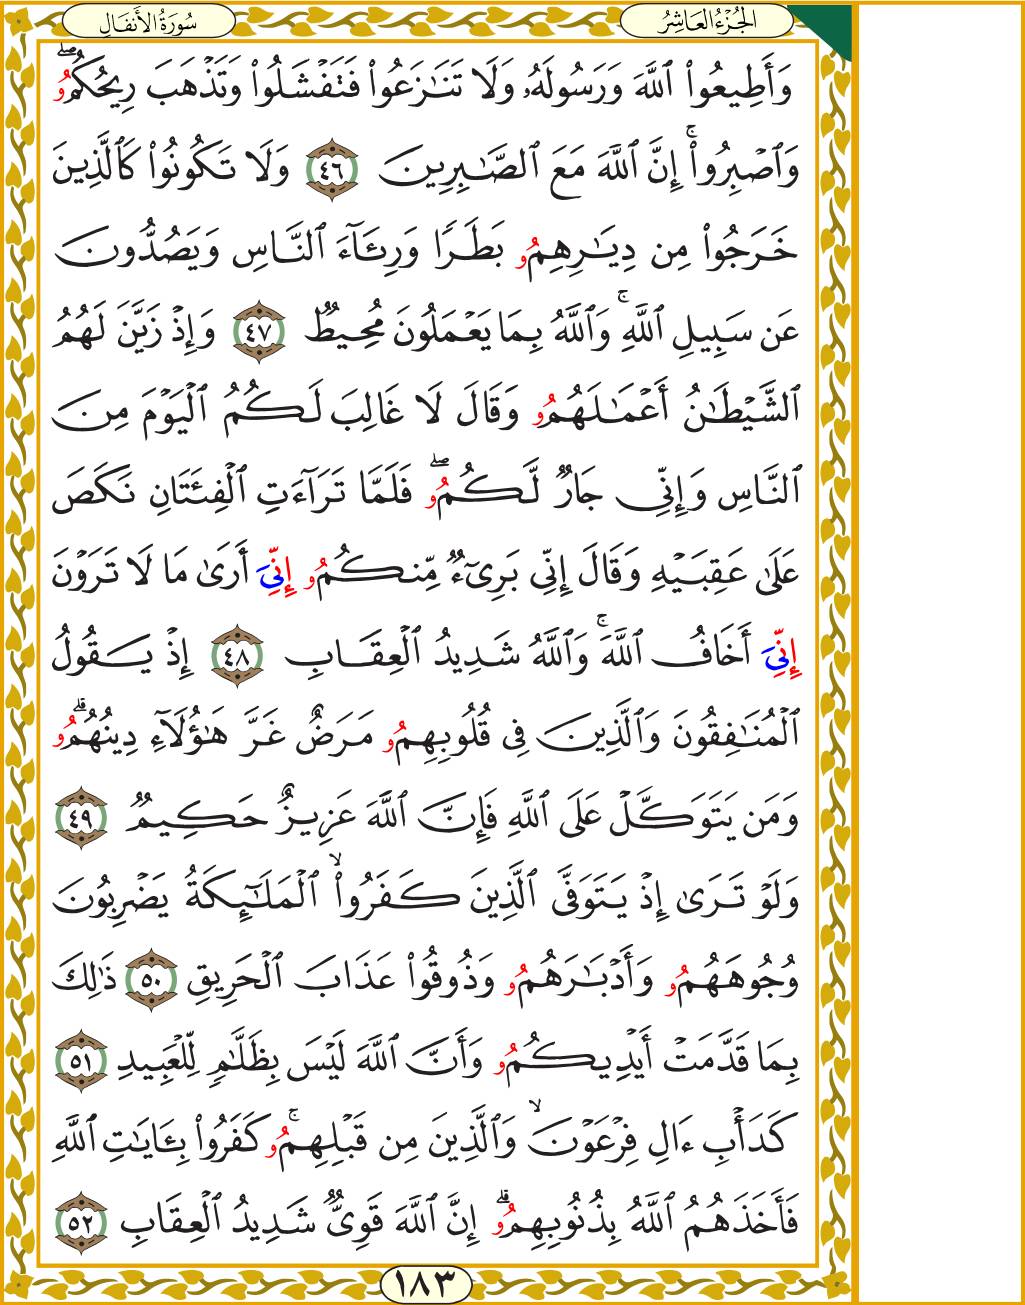 الجُزْءُ العَاشِرُ
سُورَةُ الأَنفَالِ
وَأَطِيعُوا۟ ٱللَّهَ وَرَسُولَهُۥ وَلَا تَنَٰزَعُوا۟ فَتَفْشَلُوا۟ وَتَذْهَبَ رِيحُكُمُۥۖ
وَٱصْبِرُوٓا۟ۚ إِنَّ ٱللَّهَ مَعَ ٱلصَّٰبِرِينَ ٤٦ وَلَا تَكُونُوا۟ كَٱلَّذِينَ
خَرَجُوا۟ مِن دِيَٰرِهِمُۥ بَطَرًا وَرِئَآءَ ٱلنَّاسِ وَيَصُدُّونَ
عَن سَبِيلِ ٱللَّهِۚ وَٱللَّهُ بِمَا يَعْمَلُونَ مُحِيطٌ ٤٧ وَإِذْ زَيَّنَ لَهُمُ
ٱلشَّيْطَٰنُ أَعْمَٰلَهُمُۥ وَقَالَ لَا غَالِبَ لَكُمُ ٱلْيَوْمَ مِنَ
ٱلنَّاسِ وَإِنِّى جَارٌ لَّكُمُۥۖ فَلَمَّا تَرَآءَتِ ٱلْفِئَتَانِ نَكَصَ
عَلَىٰ عَقِبَيْهِ وَقَالَ إِنِّى بَرِىٓءٌ مِّنكُمُۥ إِنِّىَ أَرَىٰ مَا لَا تَرَوْنَ
إِنِّىَ أَخَافُ ٱللَّهَۚ وَٱللَّهُ شَدِيدُ ٱلْعِقَابِ ٤٨ إِذْ يَقُولُ
ٱلْمُنَٰفِقُونَ وَٱلَّذِينَ فِى قُلُوبِهِمُۥ مَرَضٌ غَرَّ هَٰٓؤُلَآءِ دِينُهُمُۥۗ
وَمَن يَتَوَكَّلْ عَلَى ٱللَّهِ فَإِنَّ ٱللَّهَ عَزِيزٌ حَكِيمٌ ٤٩
وَلَوْ تَرَىٰٓ إِذْ يَتَوَفَّى ٱلَّذِينَ كَفَرُوا۟ۙ ٱلْمَلَٰٓئِكَةُ يَضْرِبُونَ
وُجُوهَهُمُۥ وَأَدْبَٰرَهُمُۥ وَذُوقُوا۟ عَذَابَ ٱلْحَرِيقِ ٥٠ ذَٰلِكَ
بِمَا قَدَّمَتْ أَيْدِيكُمُۥ وَأَنَّ ٱللَّهَ لَيْسَ بِظَلَّٰمٍ لِّلْعَبِيدِ ٥١
كَدَأْبِ ءَالِ فِرْعَوْنَۙ وَٱلَّذِينَ مِن قَبْلِهِمُۥۚ كَفَرُوا۟ بِـَٔايَٰتِ ٱللَّهِ
فَأَخَذَهُمُ ٱللَّهُ بِذُنُوبِهِمُۥۗ إِنَّ ٱللَّهَ قَوِىٌّ شَدِيدُ ٱلْعِقَابِ ٥٢
١٨٣